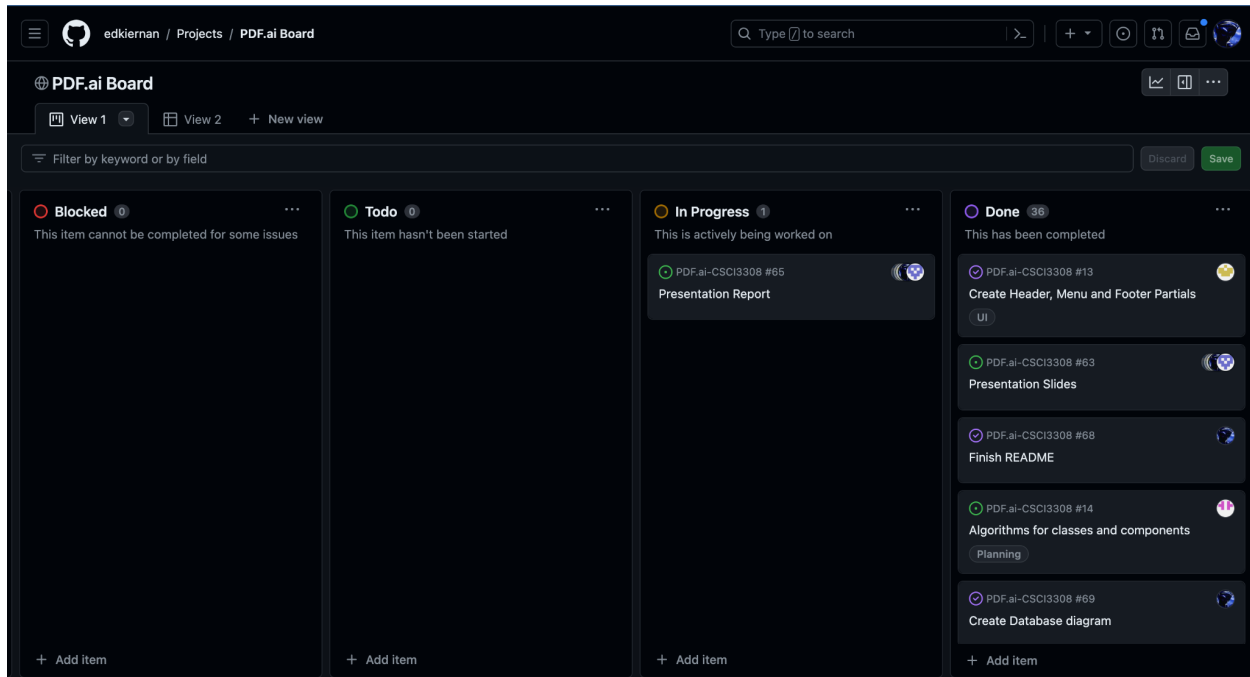 edkiernan / Projects / PDF.ai Board
Type / to search
PDF.ai Board
View 1
View 2
+ New view
Filter by keyword or by field
Discard
Save
Blocked 0
This item cannot be completed for some issues
+ Add item
Todo 0
This item hasn't been started
+ Add item
In Progress 1
This is actively being worked on
PDF.ai-CSCI3308 #65
Presentation Report
+ Add item
Done 36
This has been completed
PDF.ai-CSCI3308 #13
Create Header, Menu and Footer Partials
UI
PDF.ai-CSCI3308 #63
Presentation Slides
PDF.ai-CSCI3308 #68
Finish README
PDF.ai-CSCI3308 #14
Algorithms for classes and components
Planning
PDF.ai-CSCI3308 #69
Create Database diagram
+ Add item